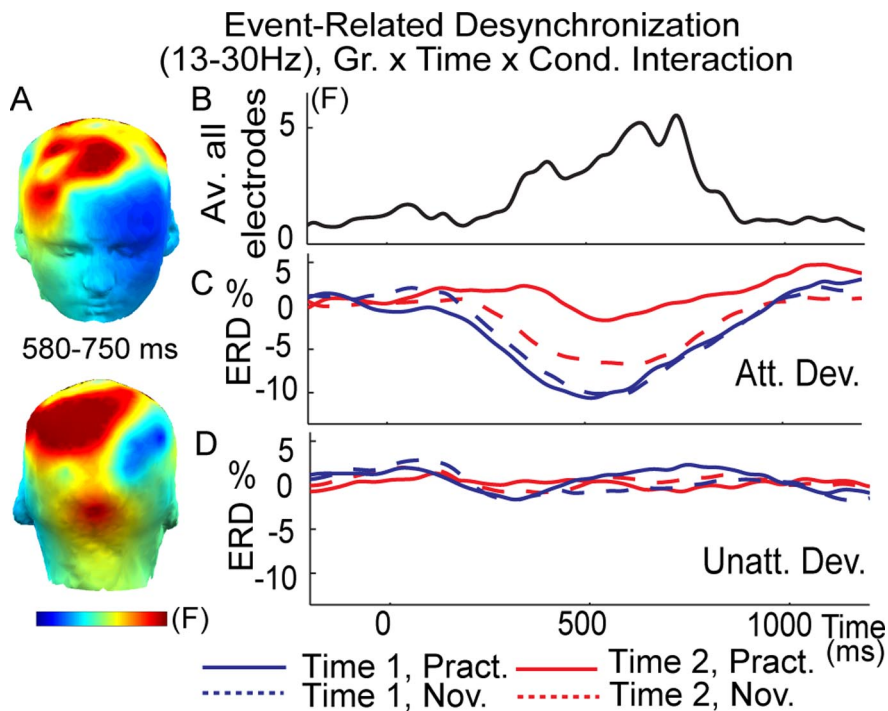 Event-Related Desynchronization
(13-30Hz), Gr. x Time x Cond. Interaction
A
B
(F)
Av. all
electrodes
5
0
580-750 ms
C
ERD %
5
0
-5
-10
Att. Dev.
D
ERD %
5
0
-5
-10
Unatt. Dev.
(F)
0
500
1000
Time
(ms)
Time 1, Pract.
Time 2, Pract.
Time 1, Nov.
Time 2, Nov.